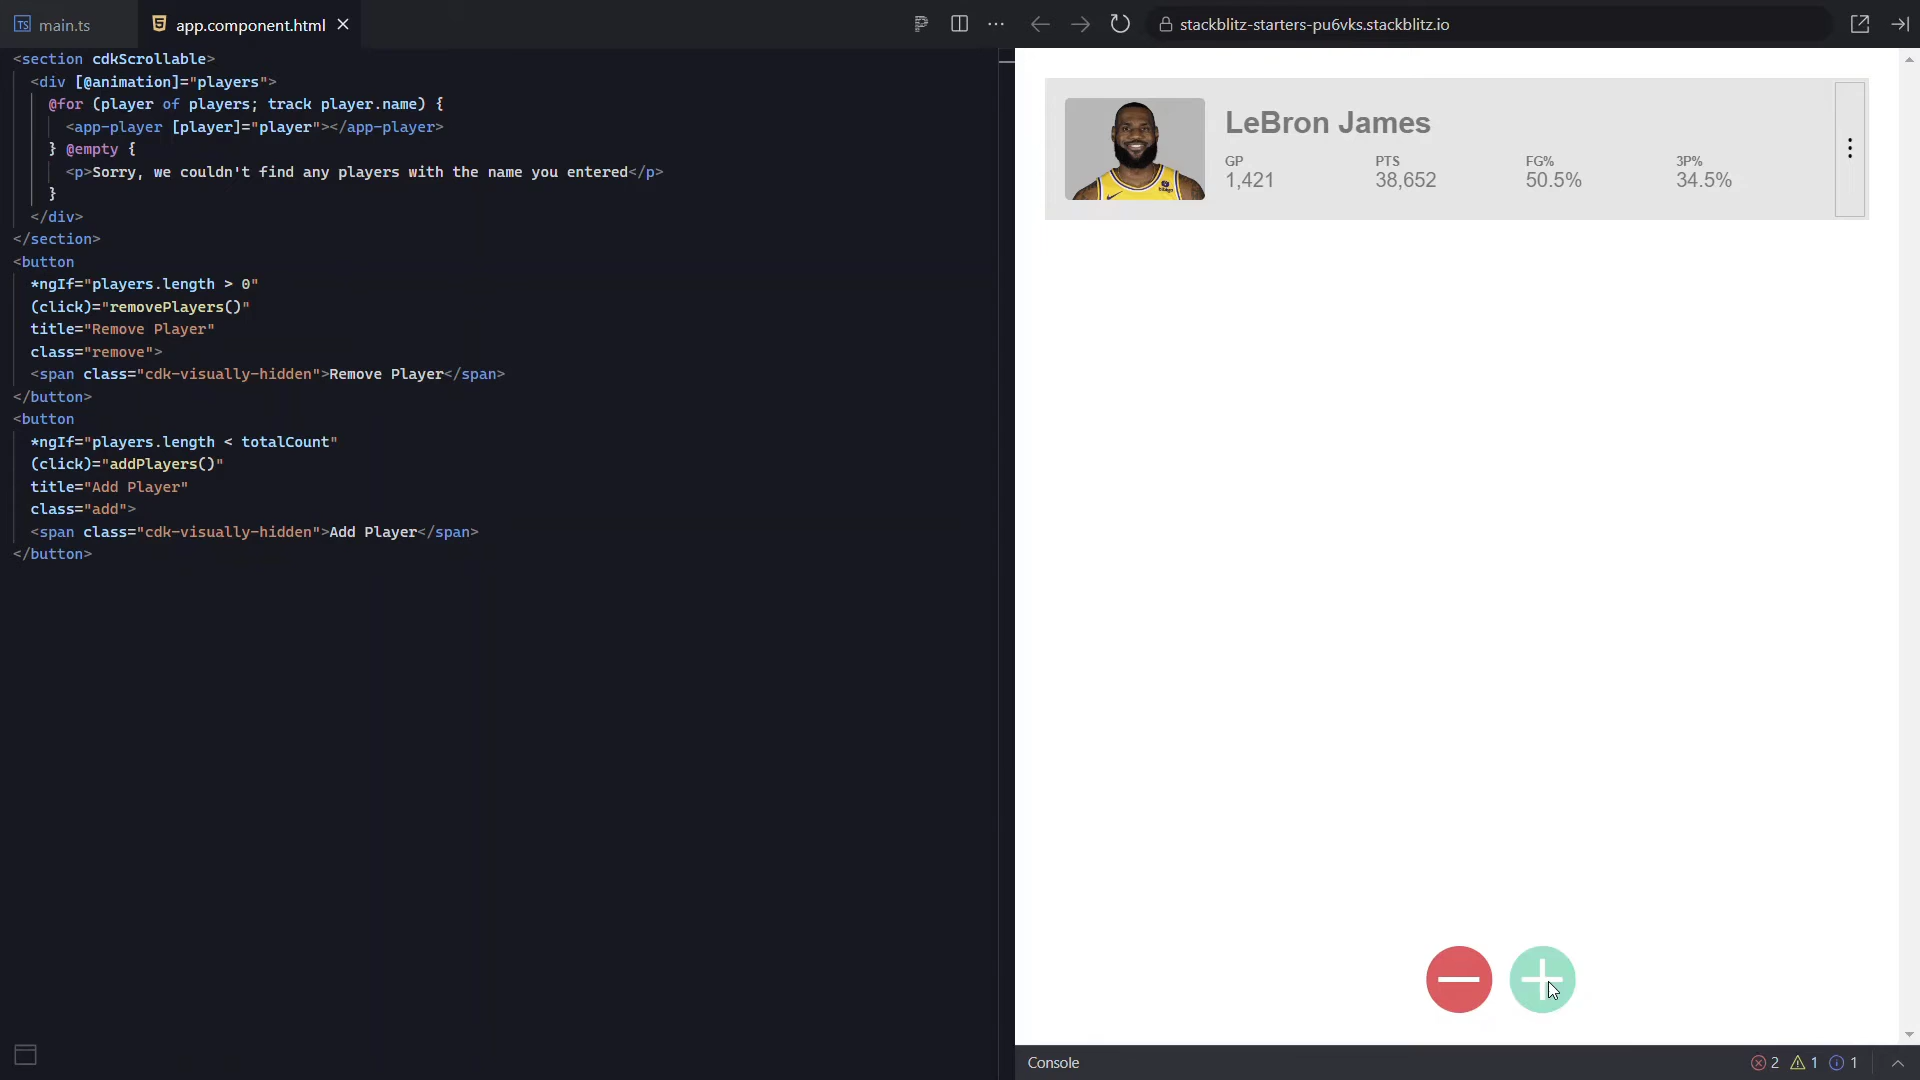 main.ts
app.component.html
stackblitz-starters-pu6vks.stackblitz.io
<section cdkScrollable>
<div [@animation]="players">
@for (player of players; track player.name) {
<app-player [player]="player"></app-player>
} @empty {
<p>Sorry, we couldn't find any players with the name you entered</p>
}
</div>
</section>
<button
*ngIf="players.length > 0"
(click)="removePlayers()"
title="Remove Player"
class="remove">
<span class="cdk-visually-hidden">Remove Player</span>
</button>
<button
*ngIf="players.length < totalCount"
(click)="addPlayers()"
title="Add Player"
class="add">
<span class="cdk-visually-hidden">Add Player</span>
</button>
LeBron James
GP PTS FG% 3P%
1,421 38,652 50.5% 34.5%
Console
2 1 1